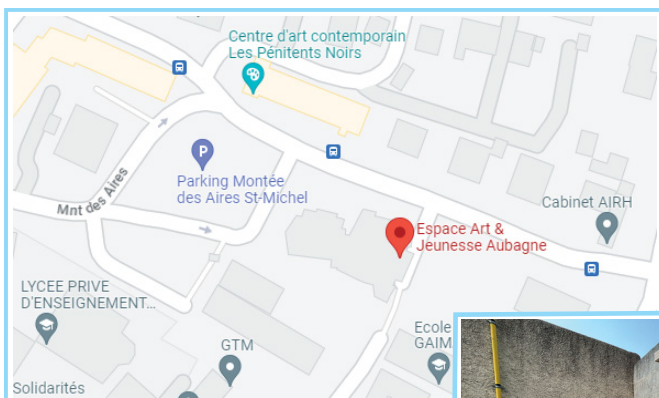 Centre d'art contemporain
Les Pénitents Noirs
P
Parking Montée
des Aires St-Michel
Mnt des Aires
Cabinet AIRH
Espace Art &
Jeunesse Aubagne
LYCEE PRIVE
D'ENSEIGNEMENT...
GTM
Ecole
GAIM
Solidarités